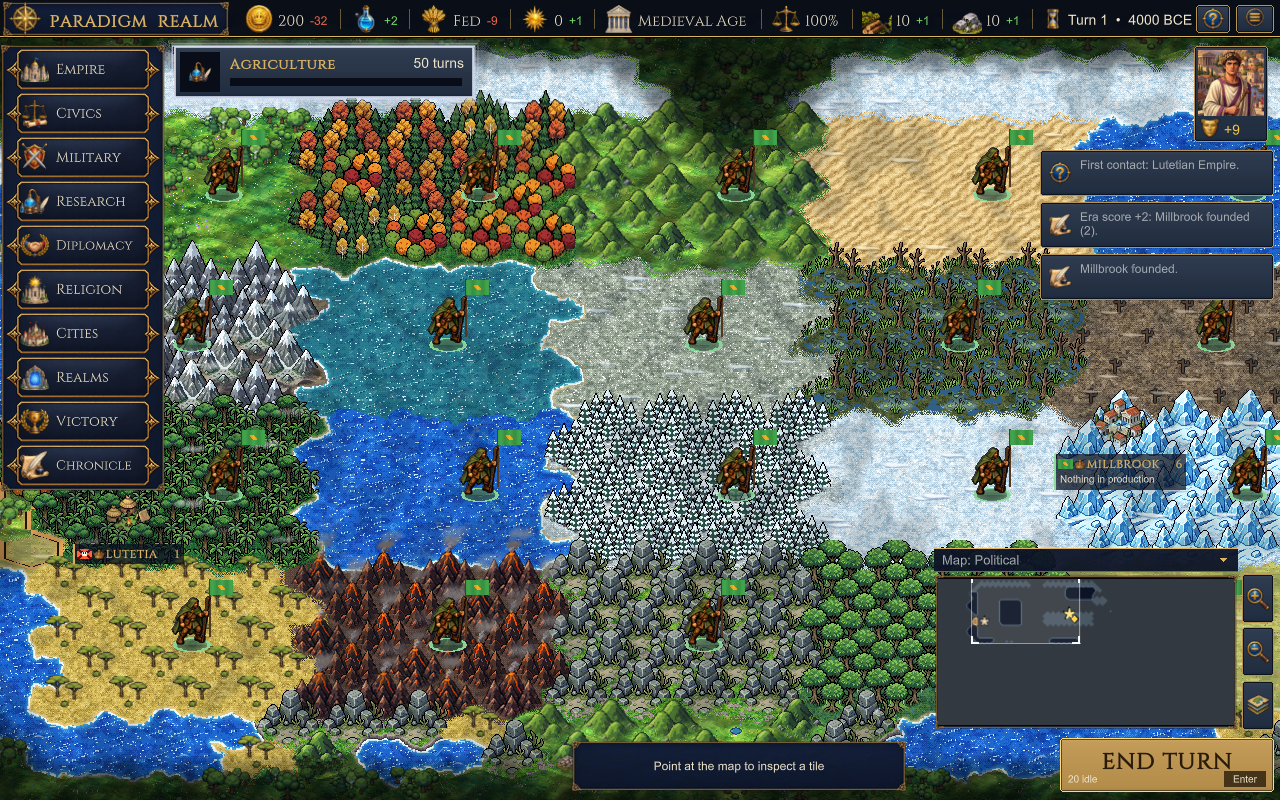 PARADIGM REALM
200 -32
+2
FED -9
0 +1
MEDIEVAL AGE
100%
10 +1
10 +1
Turn 1 • 4000 BCE
EMPIRE
CIVICS
MILITARY
RESEARCH
DIPLOMACY
RELIGION
CITIES
REALMS
VICTORY
CHRONICLE
AGRICULTURE
50 turns
+9
First contact: Lutetian Empire.
Era score +2: Millbrook founded
(2).
Millbrook founded.
MILLBROOK 6
Nothing in production
LUTETIA 1
Map: Political
Point at the map to inspect a tile
END TURN
20 idle
Enter